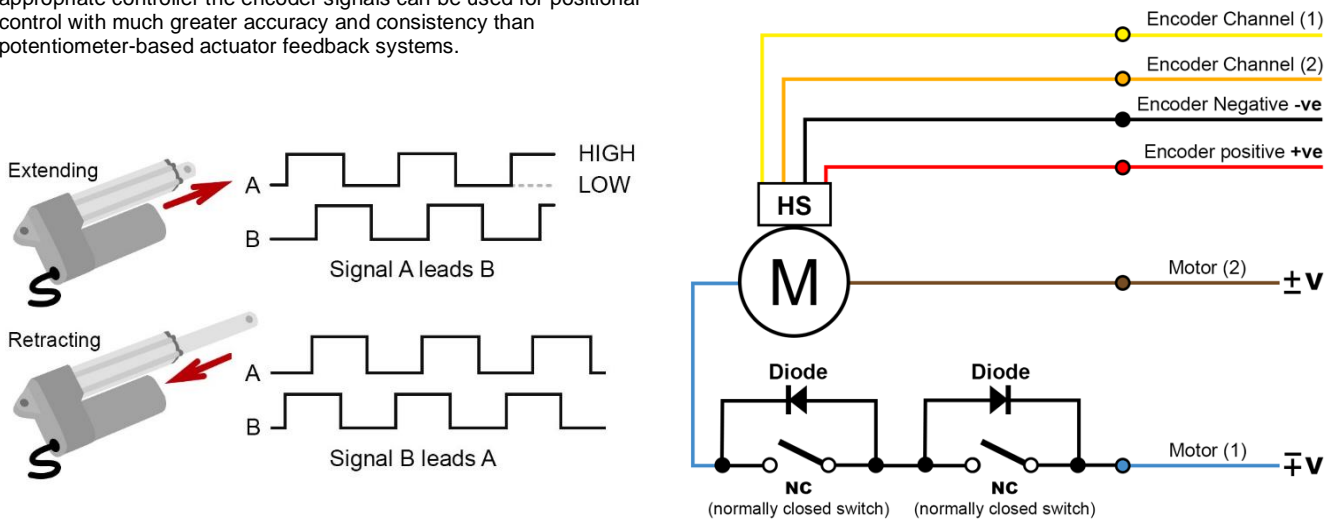 appropriate controller the encoder signals can be used for positional
control with much greater accuracy and consistency than
potentiometer-based actuator feedback systems.
Extending
A
HIGH
LOW
B
Signal A leads B
Retracting
A
B
Signal B leads A
Encoder Channel (1)
Encoder Channel (2)
Encoder Negative -ve
Encoder positive +ve
HS
M
Motor (2)
±v
Diode
Diode
Motor (1)
∓v
NC
(normally closed switch)
NC
(normally closed switch)